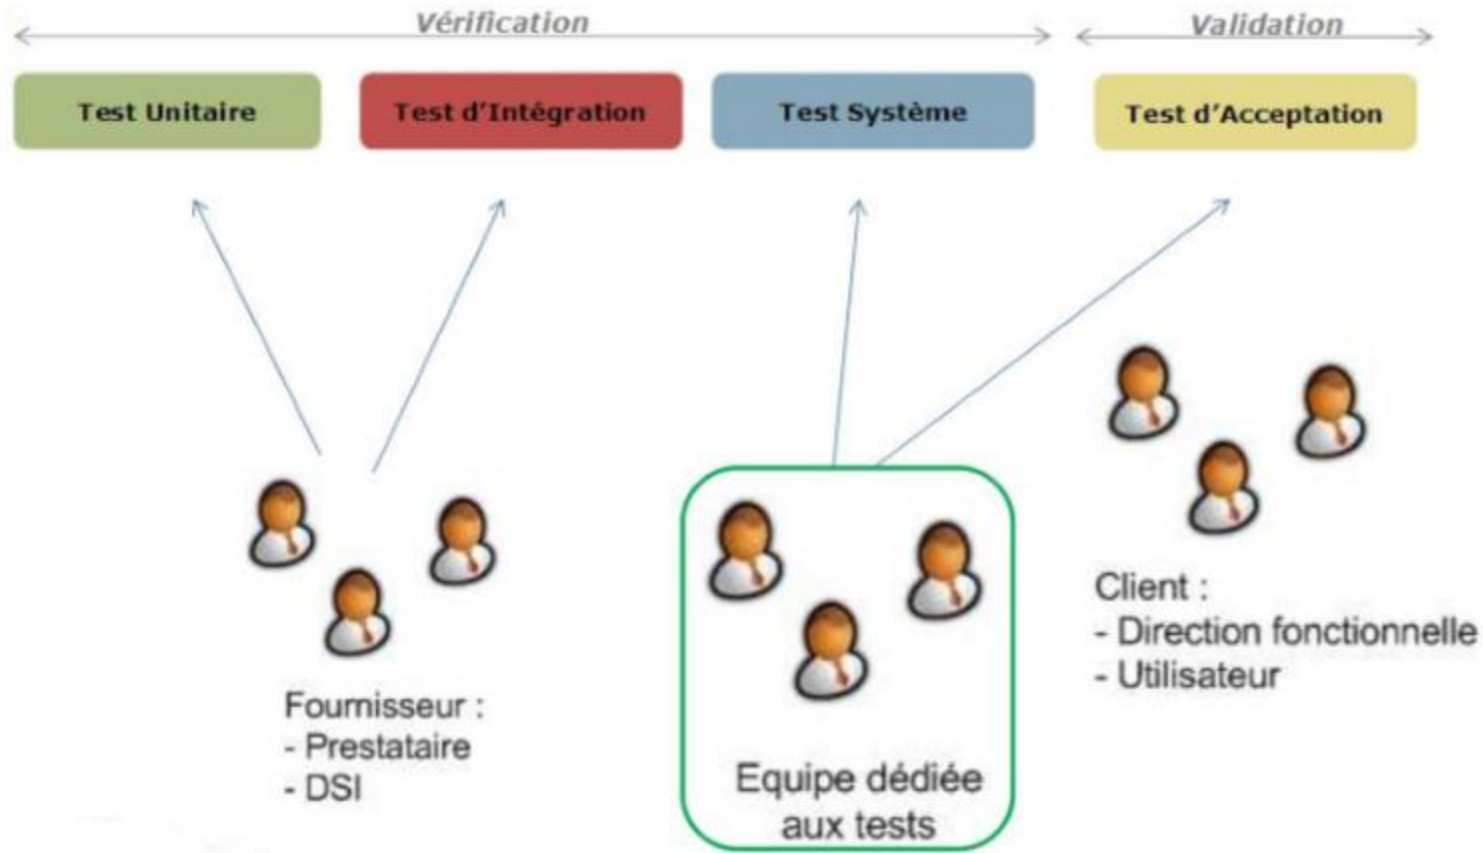 Vérification
Validation
Test Unitaire
Test d'Intégration
Test Système
Test d'Acceptation
Fournisseur :
- Prestataire
- DSI
Equipe dédiée
aux tests
Client :
- Direction fonctionnelle
- Utilisateur